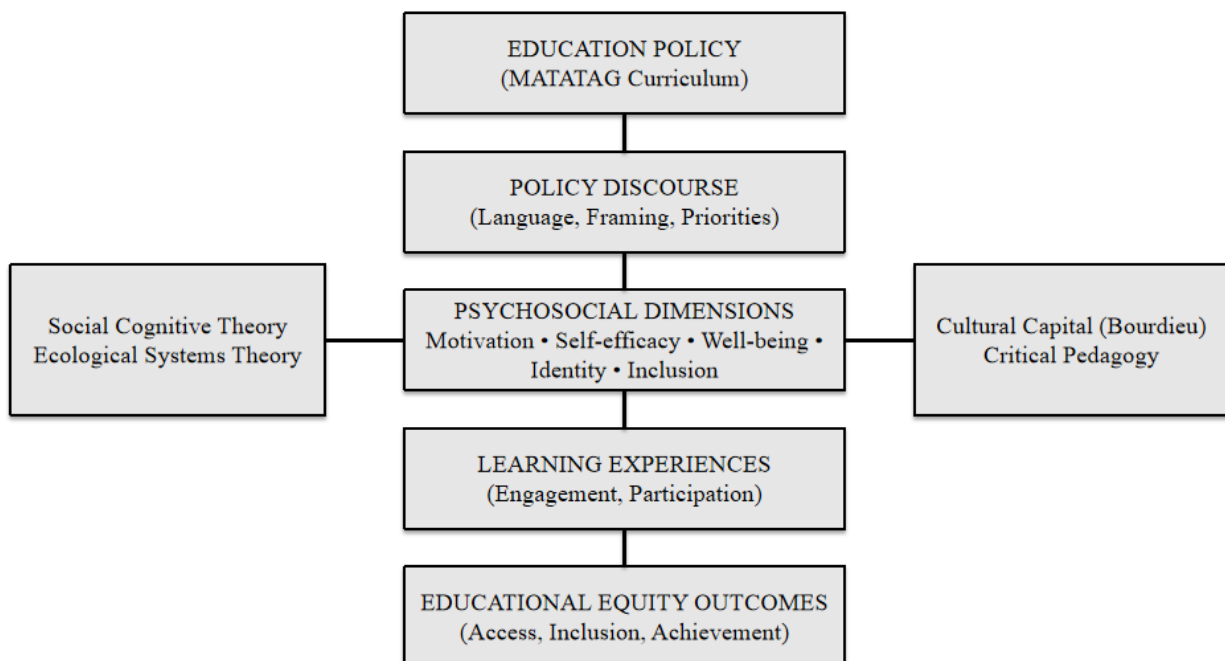 EDUCATION POLICY
(MATATAG Curriculum)
POLICY DISCOURSE
(Language, Framing, Priorities)
Social Cognitive Theory
Ecological Systems Theory
PSYCHOSOCIAL DIMENSIONS
Motivation • Self-efficacy • Well-being •
Identity • Inclusion
Cultural Capital (Bourdieu)
Critical Pedagogy
LEARNING EXPERIENCES
(Engagement, Participation)
EDUCATIONAL EQUITY OUTCOMES
(Access, Inclusion, Achievement)